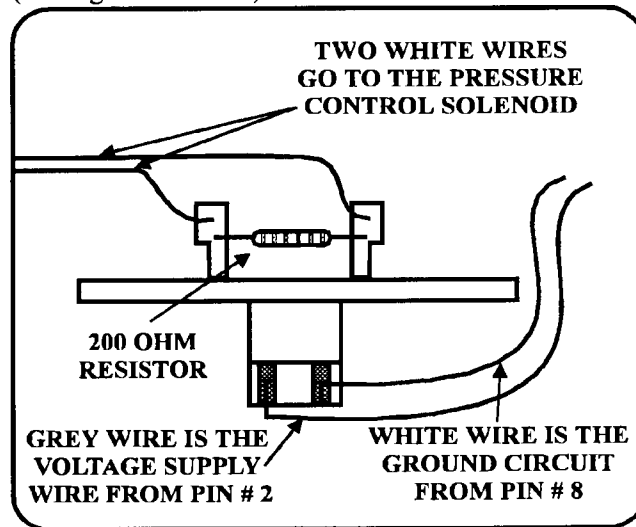 TWO WHITE WIRES
GO TO THE PRESSURE
CONTROL SOLENOID
200 OHM
RESISTOR
GREY WIRE IS THE
VOLTAGE SUPPLY
WIRE FROM PIN # 2
WHITE WIRE IS THE
GROUND CIRCUIT
FROM PIN # 8